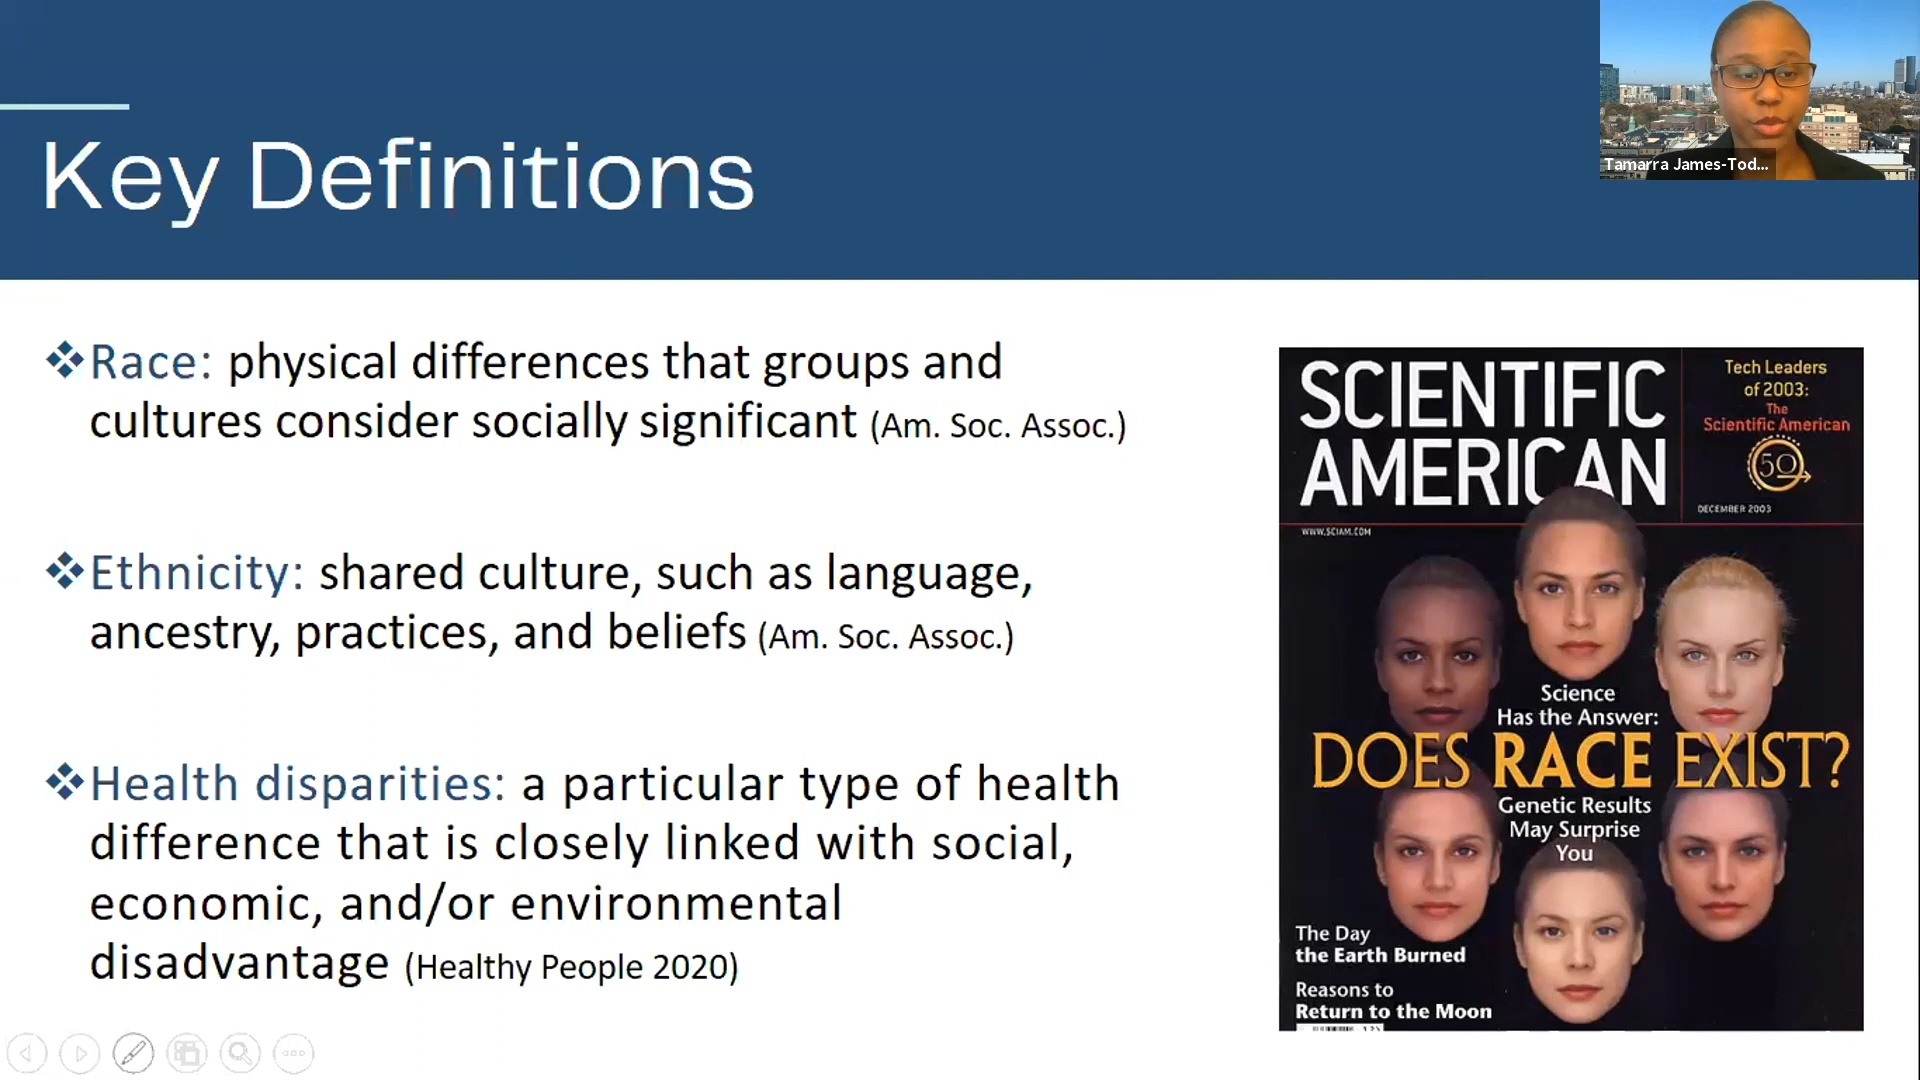 Tamarra James-Tod...
Key Definitions
❖Race: physical differences that groups and
cultures consider socially significant (Am. Soc. Assoc.)
❖Ethnicity: shared culture, such as language,
ancestry, practices, and beliefs (Am. Soc. Assoc.)
❖Health disparities: a particular type of health
difference that is closely linked with social,
economic, and/or environmental
disadvantage (Healthy People 2020)
SCIENTIFIC
AMERICAN
Tech Leaders
of 2003:
The
Scientific American
50
DECEMBER 2003
WWW.SCIAM.COM
Science
Has the Answer:
DOES RACE EXIST?
Genetic Results
May Surprise
You
The Day
the Earth Burned
Reasons to
Return to the Moon